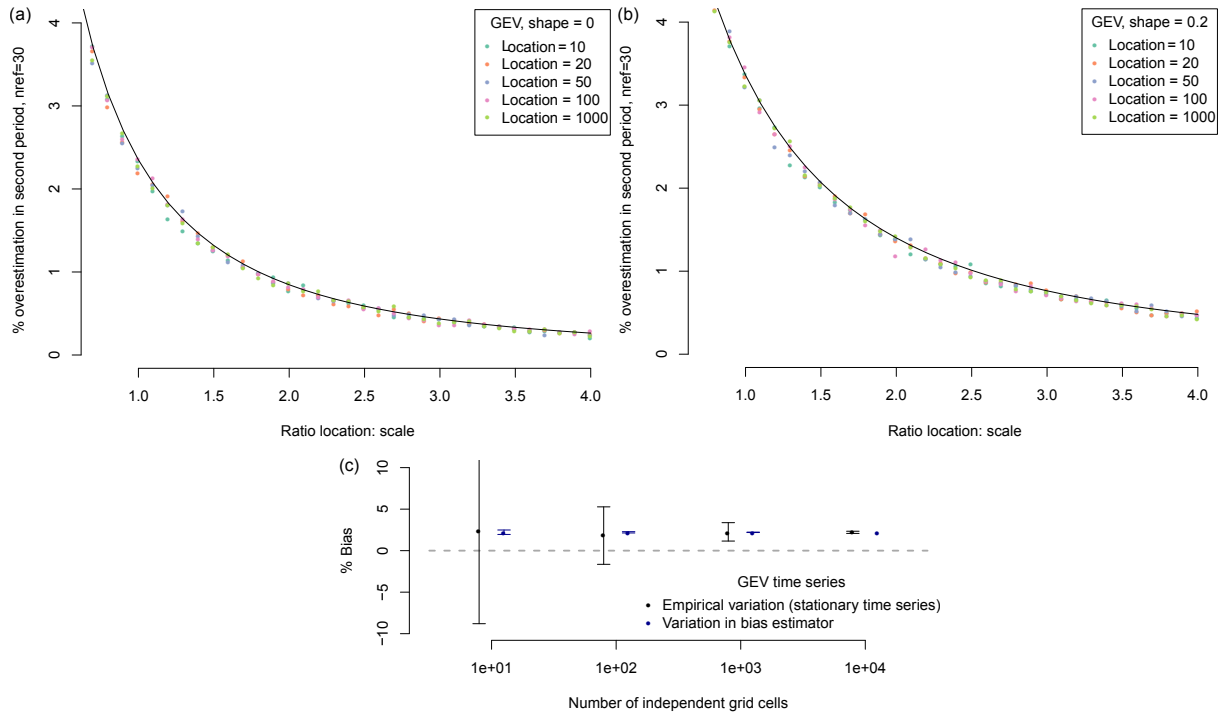 (a)
GEV, shape = 0
Location = 10
Location = 20
Location = 50
Location = 100
Location = 1000
% overestimation in second period, nref=30
4
3
2
1
0
1.0 1.5 2.0 2.5 3.0 3.5 4.0
Ratio location: scale
(b)
GEV, shape = 0.2
Location = 10
Location = 20
Location = 50
Location = 100
Location = 1000
% overestimation in second period, nref=30
4
3
2
1
0
1.0 1.5 2.0 2.5 3.0 3.5 4.0
Ratio location: scale
(c)
% Bias
10
5
0
−5
−10
GEV time series
Empirical variation (stationary time series)
Variation in bias estimator
1e+01 1e+02 1e+03 1e+04
Number of independent grid cells